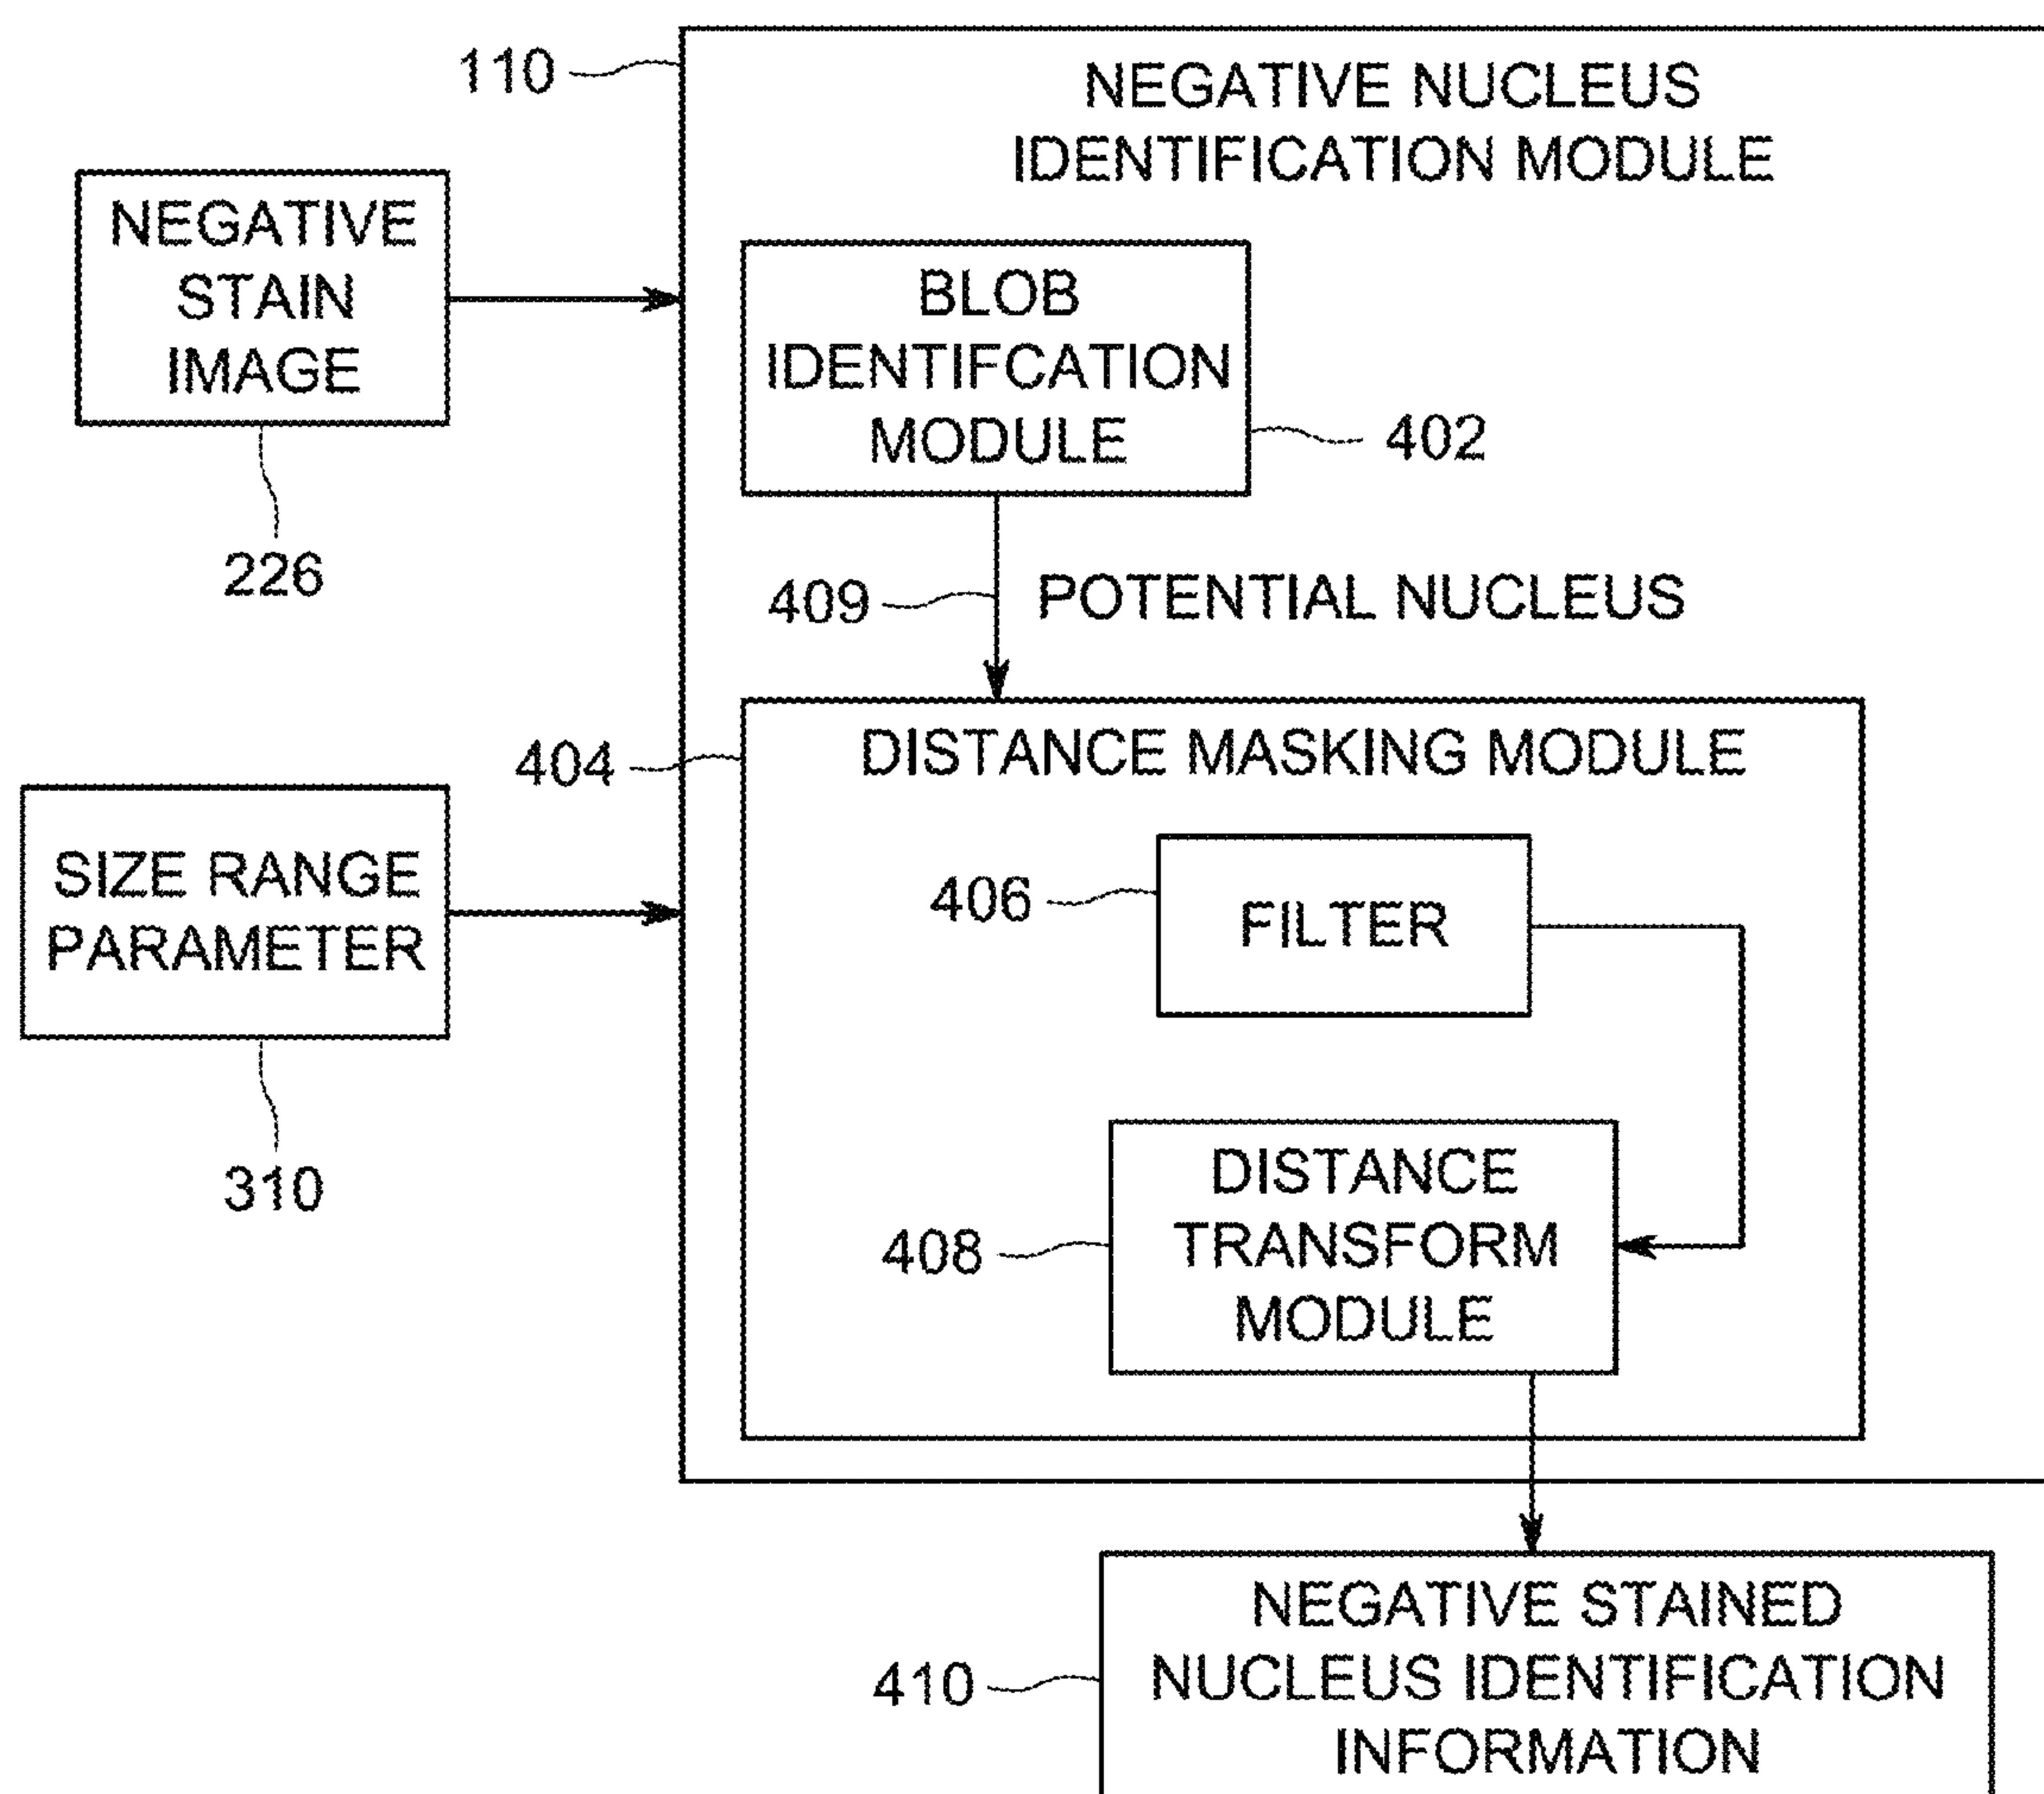 110
NEGATIVE NUCLEUS
IDENTIFICATION MODULE
NEGATIVE
STAIN
IMAGE
226
BLOB
IDENTIFCATION
MODULE
402
409
POTENTIAL NUCLEUS
404
DISTANCE MASKING MODULE
SIZE RANGE
PARAMETER
310
406
FILTER
408
DISTANCE
TRANSFORM
MODULE
410
NEGATIVE STAINED
NUCLEUS IDENTIFICATION
INFORMATION